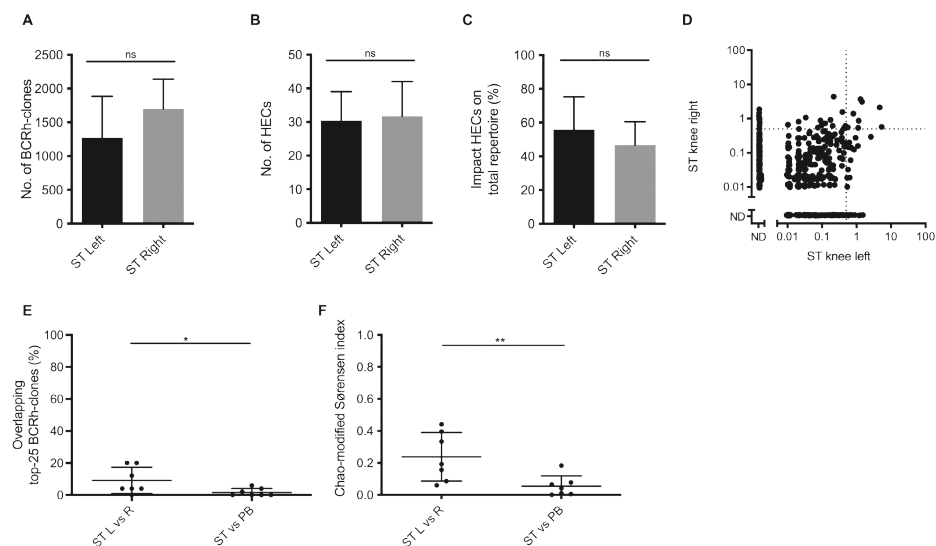 A
ns
2500
2000
1500
1000
500
0
No. of BCRh-clones
ST Left
ST Right
B
ns
50
40
30
20
10
0
No. of HECs
ST Left
ST Right
C
ns
100
80
60
40
20
0
Impact HECs on
total repertoire (%)
ST Left
ST Right
D
100
10
1
0.1
0.01
ND
ST knee right
ND
0.01
0.1
1
10
100
ST knee left
E
*
100
80
60
40
20
0
Overlapping
top-25 BCRh-clones (%)
ST L vs R
ST vs PB
F
**
1.0
0.8
0.6
0.4
0.2
0.0
Chao-modified Sørensen index
ST L vs R
ST vs PB